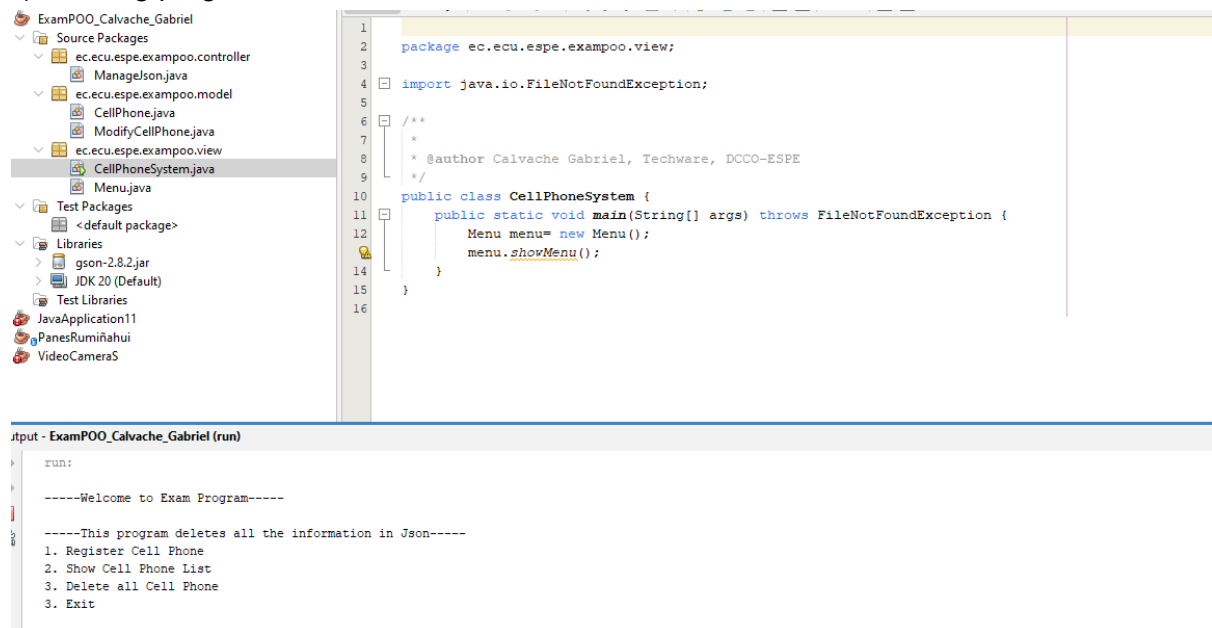 ExamPOO_Calvache_Gabriel
Source Packages
ec.ecu.espe.exampoo.controller
ManageJson.java
ec.ecu.espe.exampoo.model
CellPhone.java
ModifyCellPhone.java
ec.ecu.espe.exampoo.view
CellPhoneSystem.java
Menu.java
Test Packages
<default package>
Libraries
gson-2.8.2.jar
JDK 20 (Default)
Test Libraries
JavaApplication11
PanesRumiñahui
VideoCameraS
1
2 package ec.ecu.espe.exampoo.view;
3
4 import java.io.FileNotFoundException;
5
6 /**
7 *
8 * @author Calvache Gabriel, Techware, DCCO-ESPE
9 */
10 public class CellPhoneSystem {
11 public static void main(String[] args) throws FileNotFoundException {
12 Menu menu= new Menu();
menu.showMenu();
14 }
15 }
16
utput - ExamPOO_Calvache_Gabriel (run)
run:
-----Welcome to Exam Program-----
-----This program deletes all the information in Json-----
1. Register Cell Phone
2. Show Cell Phone List
3. Delete all Cell Phone
3. Exit